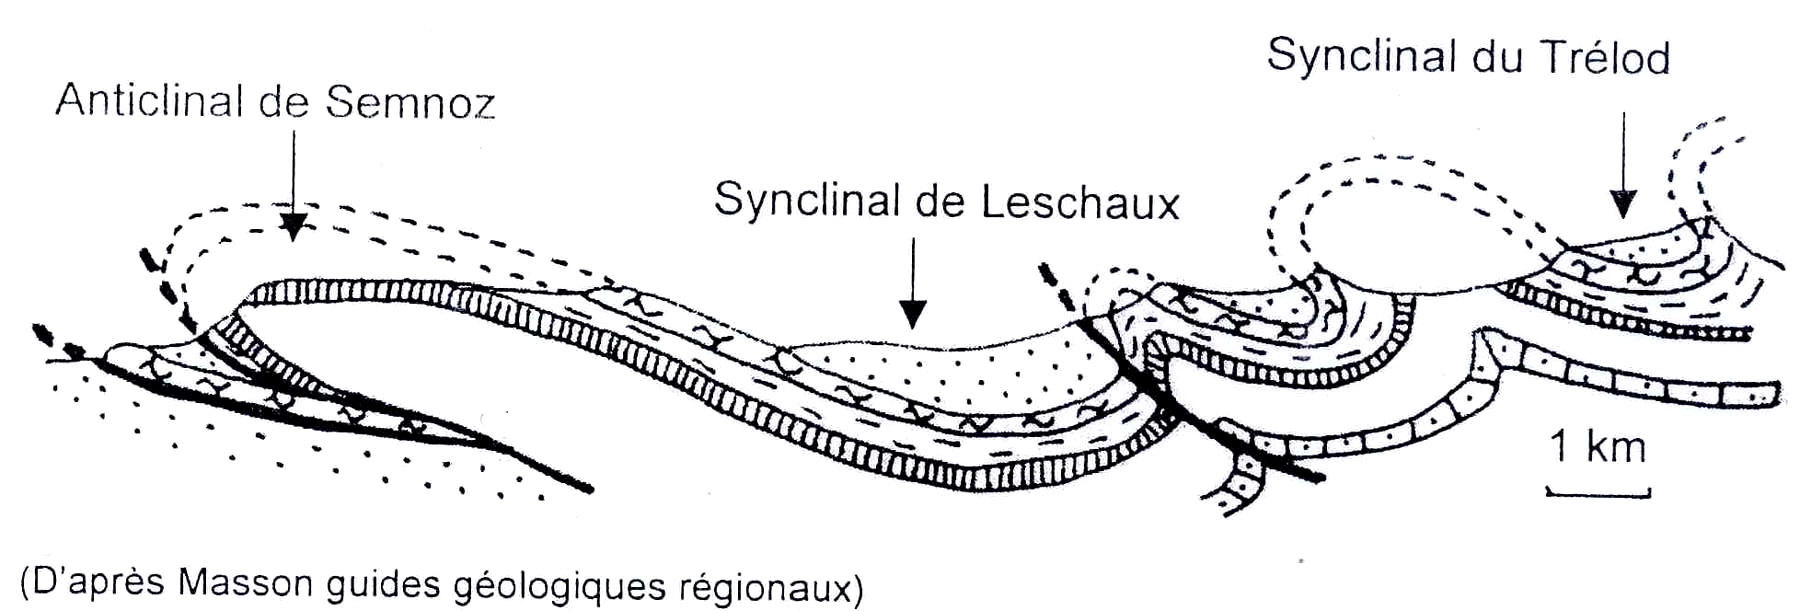 Synclinal du Trélod
Anticlinal de Semnoz
Synclinal de Leschaux
1 km
(D'après Masson guides géologiques régionaux)